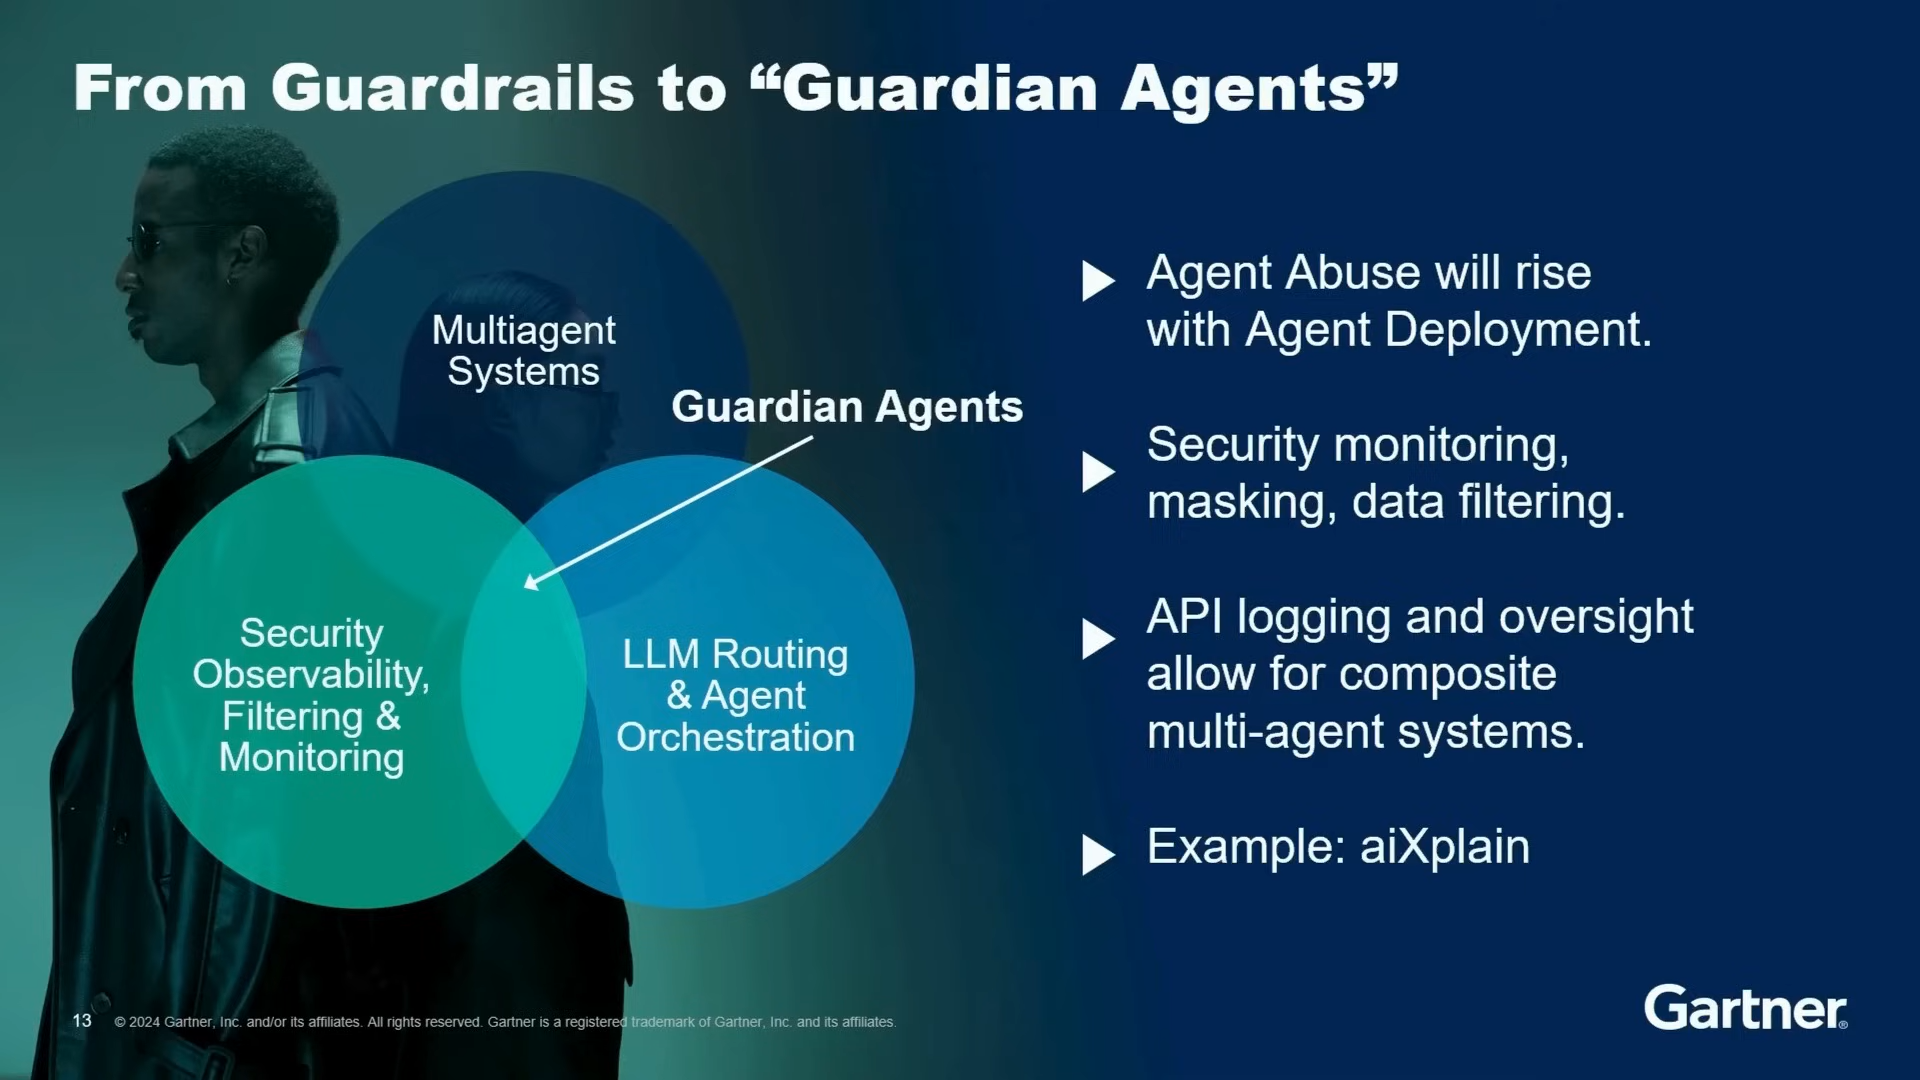 From Guardrails to “Guardian Agents”
Multiagent
Systems
Guardian Agents
Security
Observability,
Filtering &
Monitoring
LLM Routing
& Agent
Orchestration
Agent Abuse will rise
with Agent Deployment.
Security monitoring,
masking, data filtering.
API logging and oversight
allow for composite
multi-agent systems.
Example: aiXplain
13 © 2024 Gartner, Inc. and/or its affiliates. All rights reserved. Gartner is a registered trademark of Gartner, Inc. and its affiliates.
Gartner®